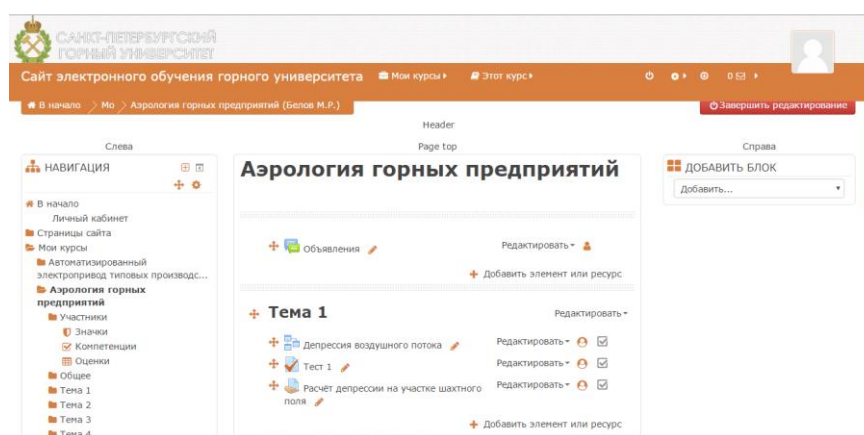 САНКТ-ПЕТЕРБУРГСКИЙ
ГОРНЫЙ УНИВЕРСИТЕТ
Сайт электронного обучения горного университета Мои курсы Этот курс 0
В начало Мо Аэрология горных предприятий (Белов М.Р.) Завершить редактирование
Header
Слева Page top Справа
НАВИГАЦИЯ Аэрология горных предприятий ДОБАВИТЬ БЛОК
Добавить...
В начало
Личный кабинет
Страницы сайта
Мои курсы
Автоматизированный
электропривод типовых производс...
Аэрология горных
предприятий
Участники
Значки
Компетенции
Оценки
Общее
Тема 1
Тема 2
Тема 3
Тема 4
Объявления Редактировать
Добавить элемент или ресурс
Тема 1 Редактировать
Депрессия воздушного потока Редактировать
Тест 1 Редактировать
Расчёт депрессии на участке шахтного Редактировать
поля
Добавить элемент или ресурс